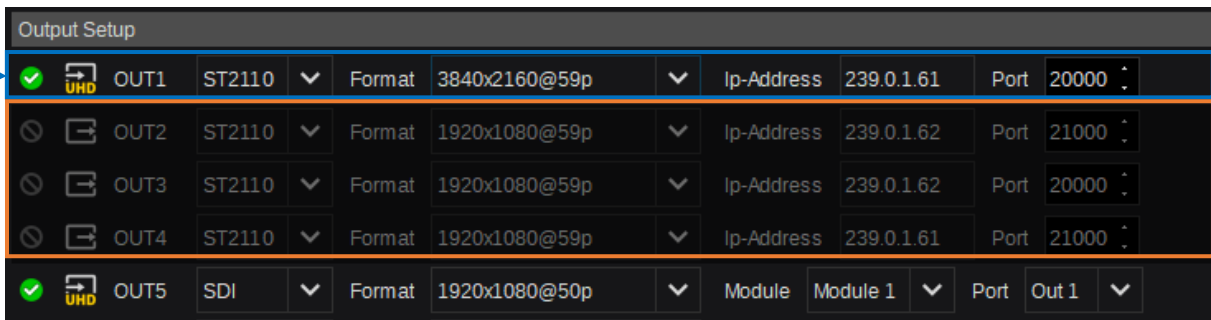 Output Setup
UHD OUT1 ST2110 Format 3840x2160@59p Ip-Address 239.0.1.61 Port 20000
OUT2 ST2110 Format 1920x1080@59p Ip-Address 239.0.1.62 Port 21000
OUT3 ST2110 Format 1920x1080@59p Ip-Address 239.0.1.62 Port 20000
OUT4 ST2110 Format 1920x1080@59p Ip-Address 239.0.1.61 Port 21000
UHD OUT5 SDI Format 1920x1080@50p Module Module 1 Port Out 1